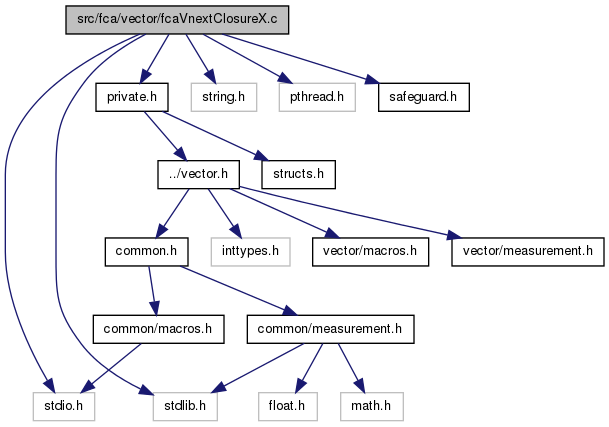 src/fca/vector/fcaVnextClosureX.c
private.h
string.h
pthread.h
safeguard.h
../vector.h
structs.h
common.h
inttypes.h
vector/macros.h
vector/measurement.h
common/macros.h
common/measurement.h
stdio.h
stdlib.h
float.h
math.h